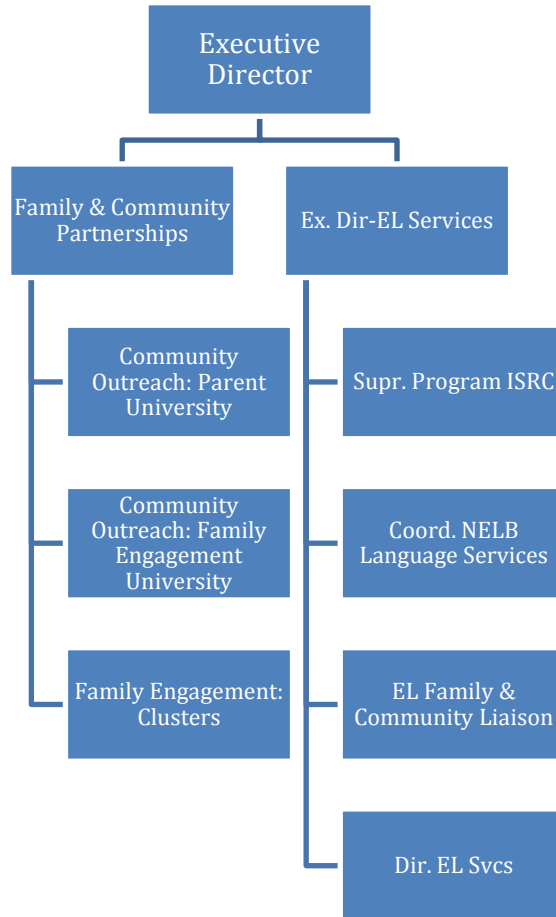 Executive
Director
Family & Community
Partnerships
Ex. Dir-EL Services
Community
Outreach: Parent
University
Supr. Program ISRC
Community
Outreach: Family
Engagement
University
Coord. NELB
Language Services
Family Engagement:
Clusters
EL Family &
Community Liaison
Dir. EL Svcs